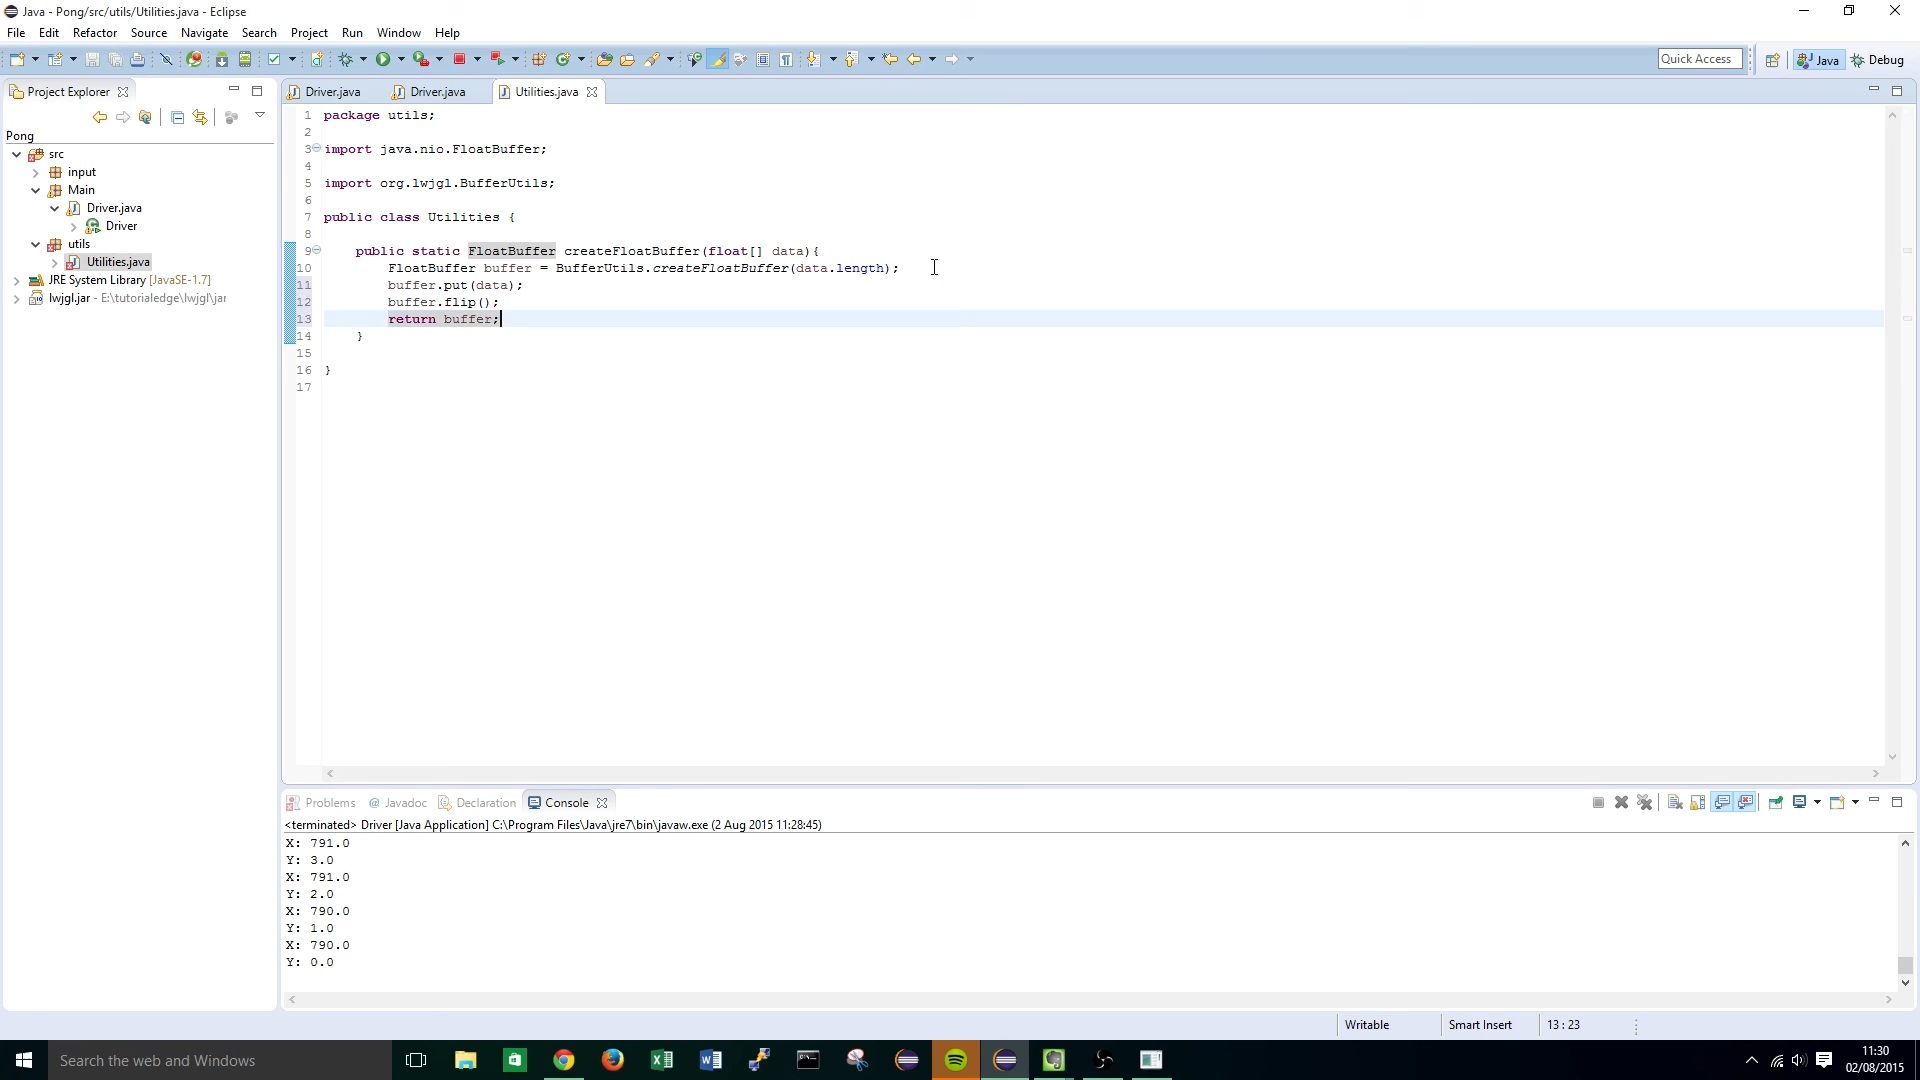 Java - Pong/src/utils/Utilities.java - Eclipse
File Edit Refactor Source Navigate Search Project Run Window Help
Quick Access
Java
Debug
Project Explorer
Driver.java
Driver.java
Utilities.java
Pong
src
input
Main
Driver.java
Driver
utils
Utilities.java
JRE System Library [JavaSE-1.7]
lwjgl.jar - E:\tutorialedge\lwjgl\jar
1 package utils;
2
3 import java.nio.FloatBuffer;
4
5 import org.lwjgl.BufferUtils;
6
7 public class Utilities {
8
9 public static FloatBuffer createFloatBuffer(float[] data){
10 FloatBuffer buffer = BufferUtils.createFloatBuffer(data.length);
11 buffer.put(data);
12 buffer.flip();
13 return buffer;
14 }
15
16 }
17
Problems @ Javadoc Declaration Console
<terminated> Driver [Java Application] C:\Program Files\Java\jre7\bin\javaw.exe (2 Aug 2015 11:28:45)
X: 791.0
Y: 3.0
X: 791.0
Y: 2.0
X: 790.0
Y: 1.0
X: 790.0
Y: 0.0
Writable Smart Insert 13 : 23
Search the web and Windows
11:30
02/08/2015